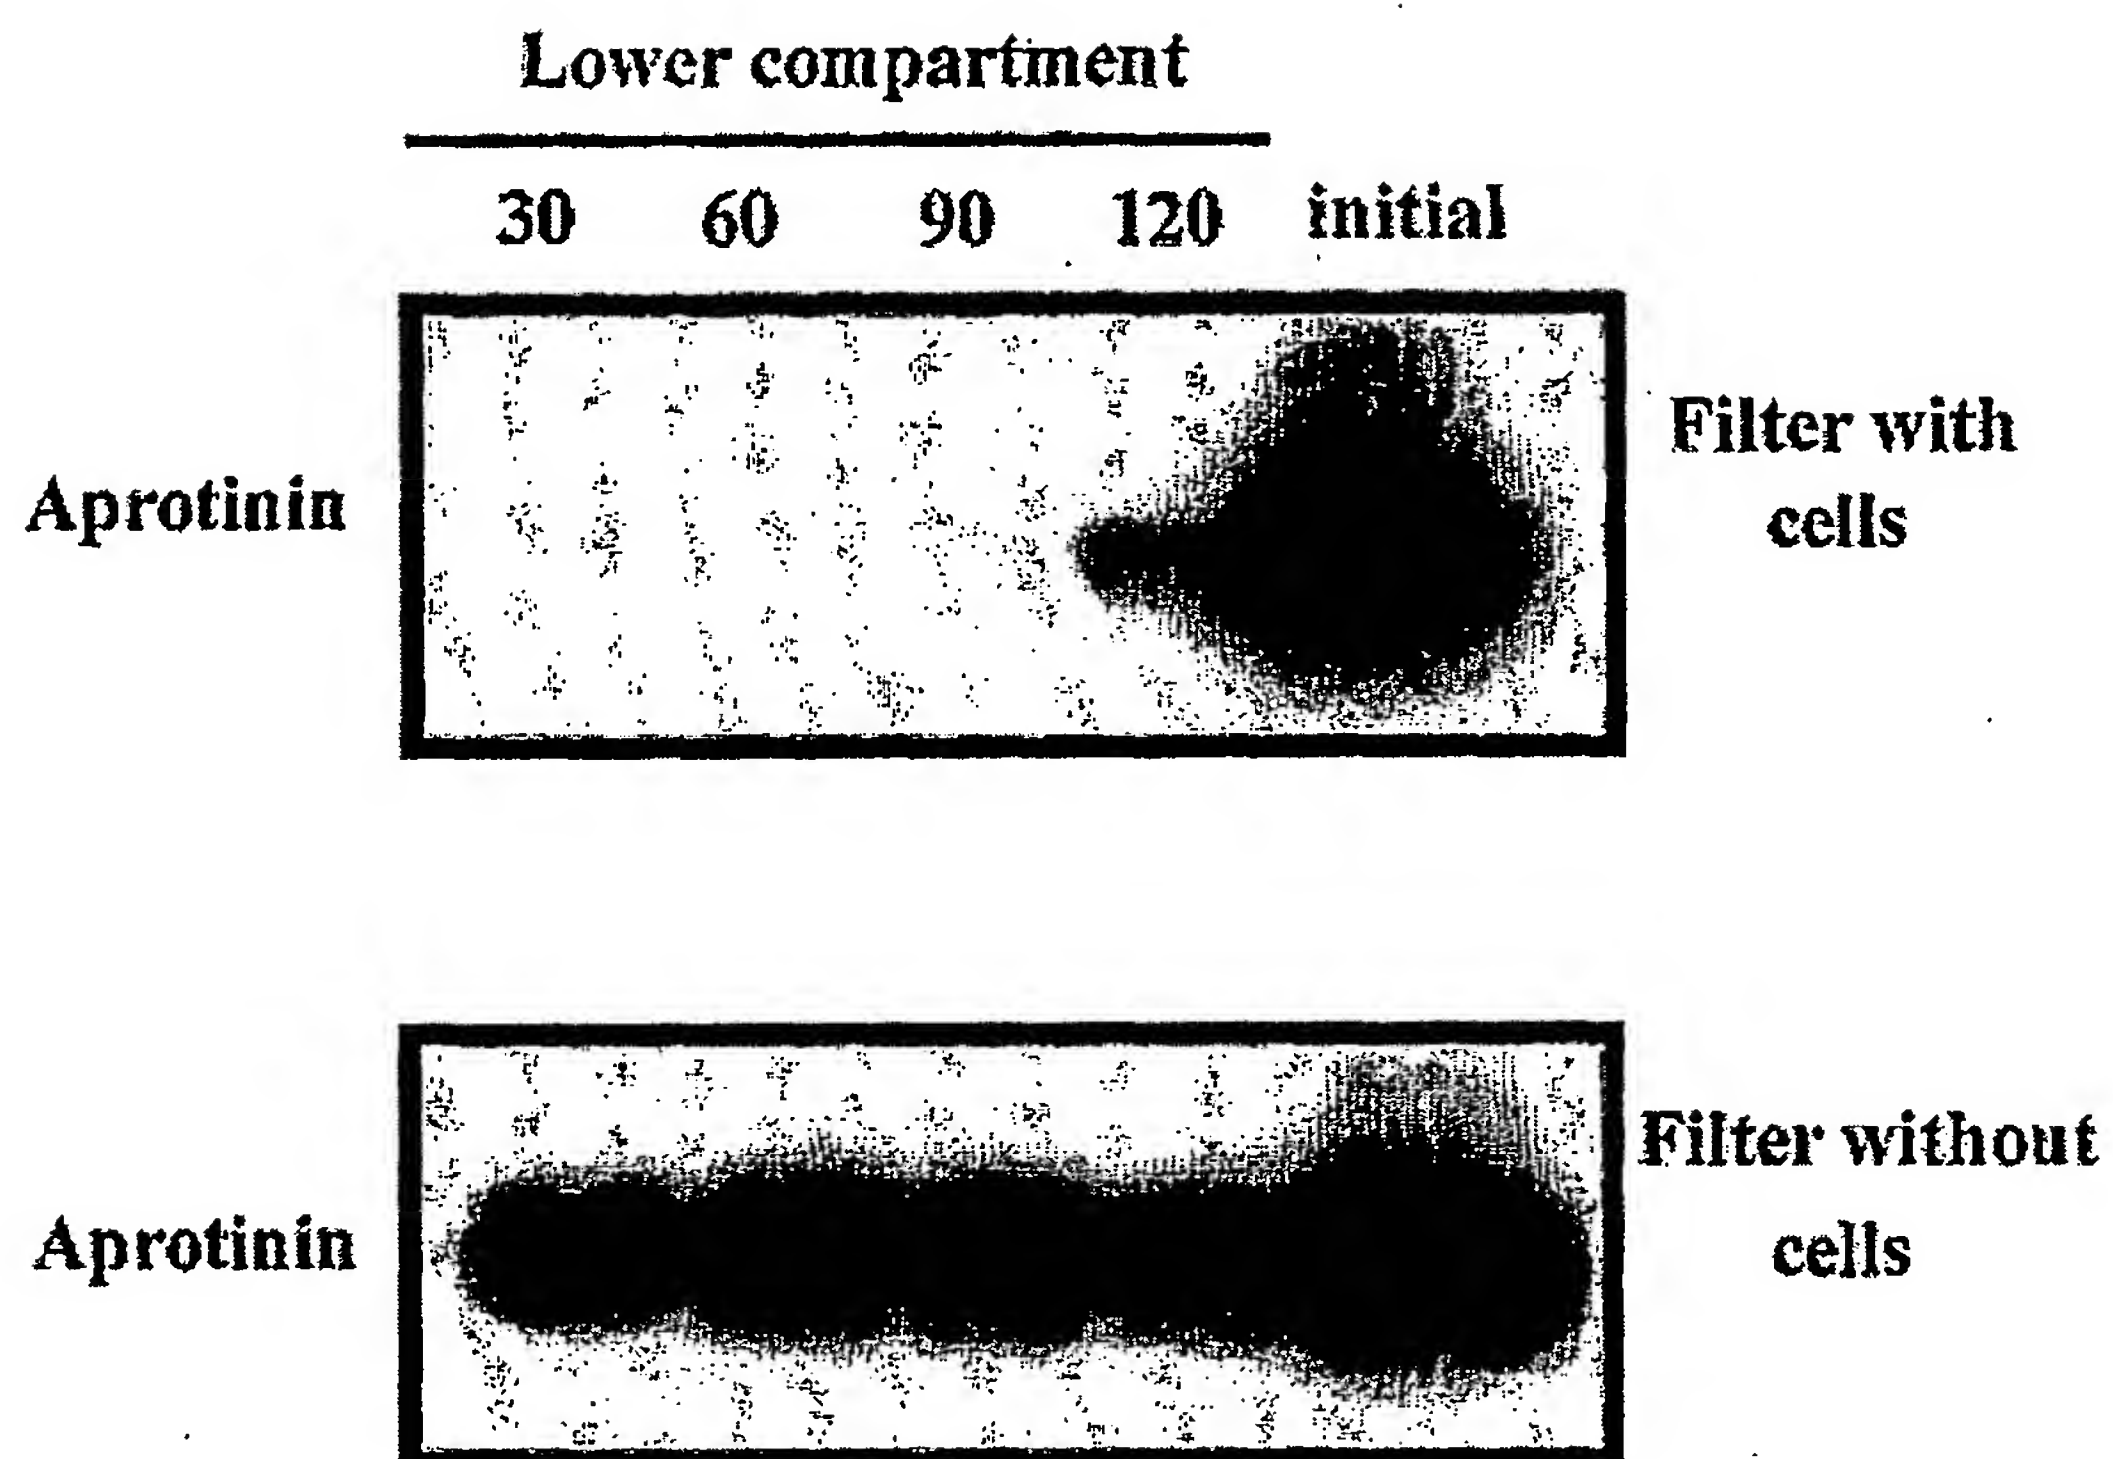 Lower compartment
30 60 90 120 initial
Aprotinin
Filter with
cells
Aprotinin
Filter without
cells